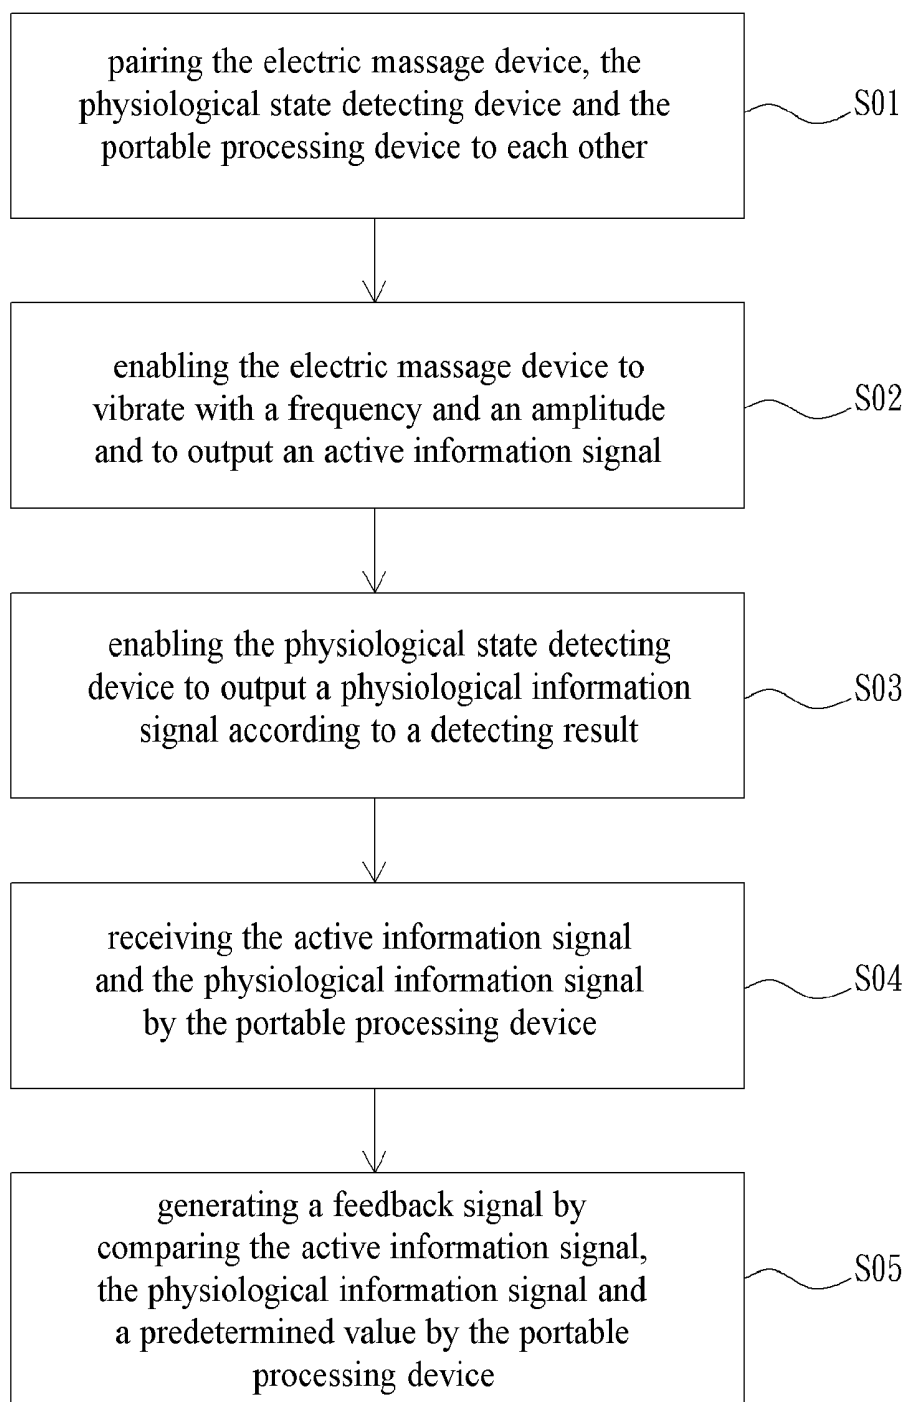 pairing the electric massage device, the
physiological state detecting device and the
portable processing device to each other
S01
enabling the electric massage device to
vibrate with a frequency and an amplitude
and to output an active information signal
S02
enabling the physiological state detecting
device to output a physiological information
signal according to a detecting result
S03
receiving the active information signal
and the physiological information signal
by the portable processing device
S04
generating a feedback signal by
comparing the active information signal,
the physiological information signal and
a predetermined value by the portable
processing device
S05